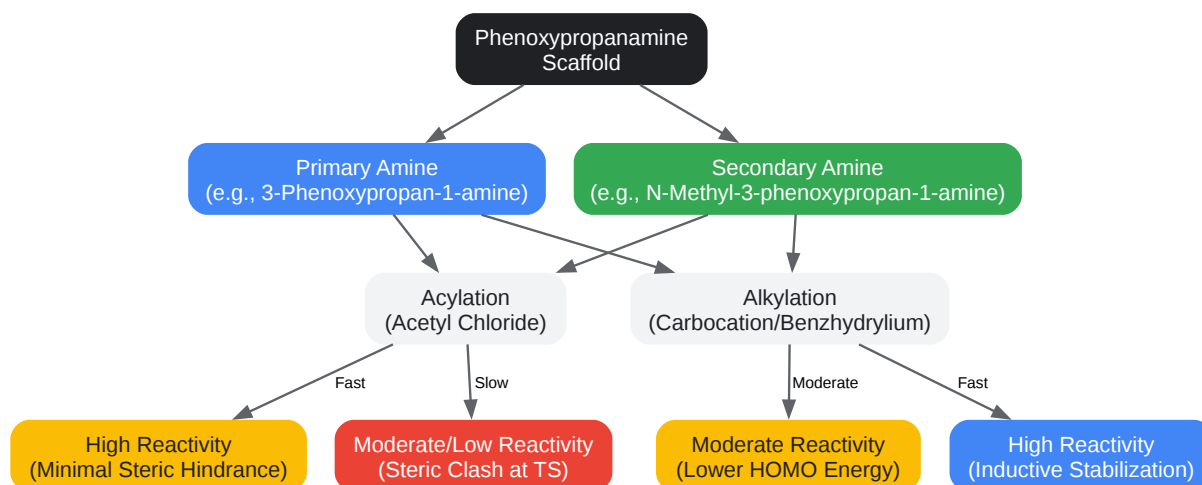 Phenoxypropanamine
Scaffold
Primary Amine
(e.g., 3-Phenoxypropan-1-amine)
Secondary Amine
(e.g., N-Methyl-3-phenoxypropan-1-amine)
Acylation
(Acetyl Chloride)
Alkylation
(Carbocation/Benzhydrylium)
Fast
Slow
Moderate
Fast
High Reactivity
(Minimal Steric Hindrance)
Moderate/Low Reactivity
(Steric Clash at TS)
Moderate Reactivity
(Lower HOMO Energy)
High Reactivity
(Inductive Stabilization)